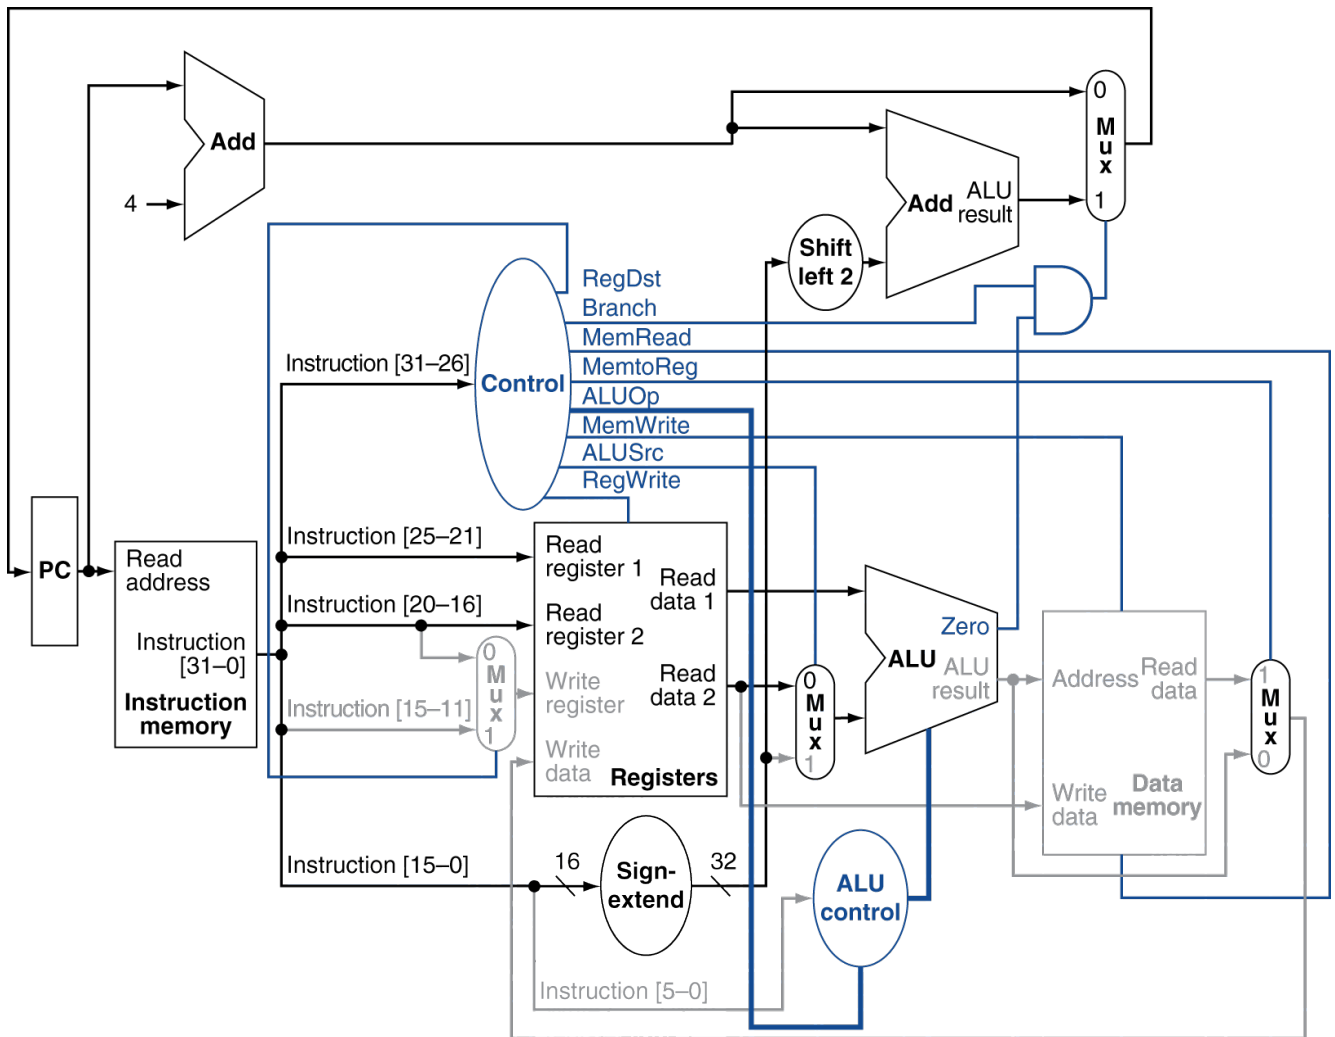 0
Mux
1
Add
ALU
result
Add
4
Shift
left 2
RegDst
Branch
MemRead
MemtoReg
ALUOp
MemWrite
ALUSrc
RegWrite
Instruction [31–26]
Control
PC
Read
address
Instruction
[31–0]
Instruction
memory
Instruction [25–21]
Instruction [20–16]
Instruction [15–11]
0
Mux
1
Read
register 1
Read
register 2
Write
register
Write
data
Read
data 1
Read
data 2
Registers
0
Mux
1
Zero
ALU
ALU
result
Address
Read
data
Write
data
Data
memory
1
Mux
0
Instruction [15–0]
16
Sign-
extend
32
ALU
control
Instruction [5–0]